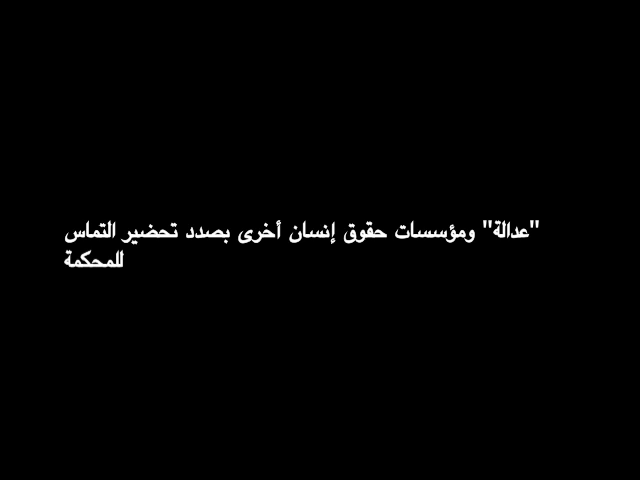 "عدالة" ومؤسسات حقوق إنسان أخرى بصدد تحضير التماس
للمحكمة